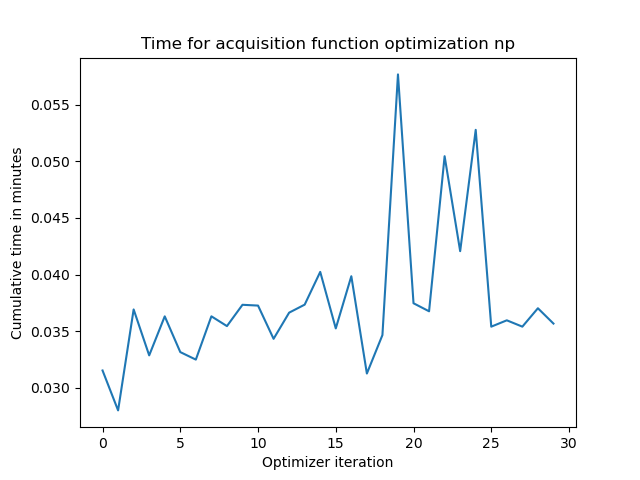 Time for acquisition function optimization np
Cumulative time in minutes
0.055
0.050
0.045
0.040
0.035
0.030
0 5 10 15 20 25 30
Optimizer iteration